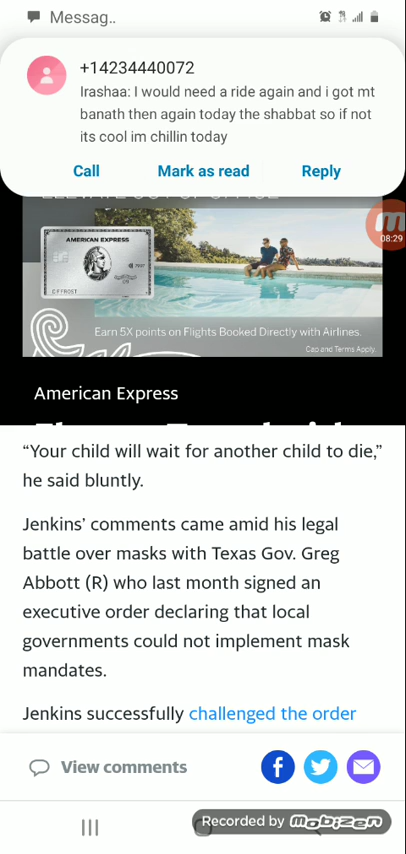 Messag..
+14234440072
Irashaa: I would need a ride again and i got mt
banath then again today the shabbat so if not
its cool im chillin today
Call Mark as read Reply
08:29
AMERICAN EXPRESS
Earn 5X points on Flights Booked Directly with Airlines.
Cap and Terms Apply.
American Express
“Your child will wait for another child to die,”
he said bluntly.
Jenkins’ comments came amid his legal
battle over masks with Texas Gov. Greg
Abbott (R) who last month signed an
executive order declaring that local
governments could not implement mask
mandates.
Jenkins successfully challenged the order
View comments
Recorded by mobizen